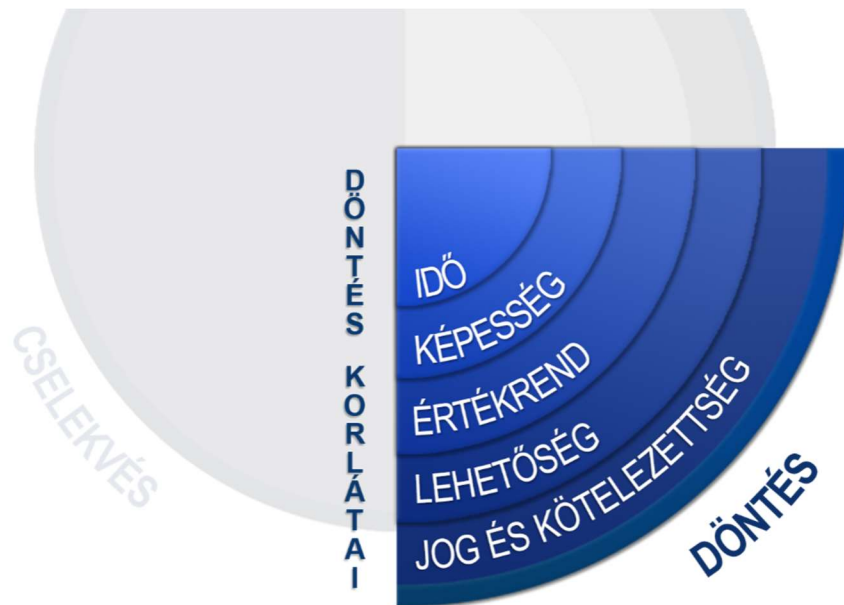 DÖNTÉS KORLÁTAI
IDŐ
KÉPESSÉG
ÉRTÉKREND
LEHETŐSÉG
JOG ÉS KÖTELEZETTSÉG
DÖNTÉS
CSELEKVÉS